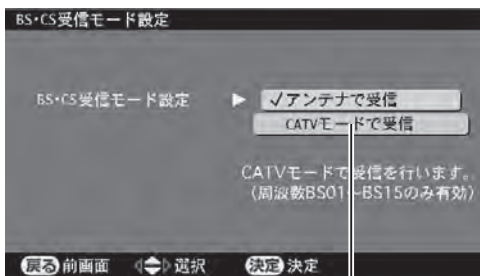 BS・CS受信モード設定
BS・CS受信モード設定 ▶ ✓アンテナで受信
CATVモードで受信
CATVモードで受信を行います。
(周波数BS01～BS15のみ有効)
戻る 前画面 選択 決定 決定